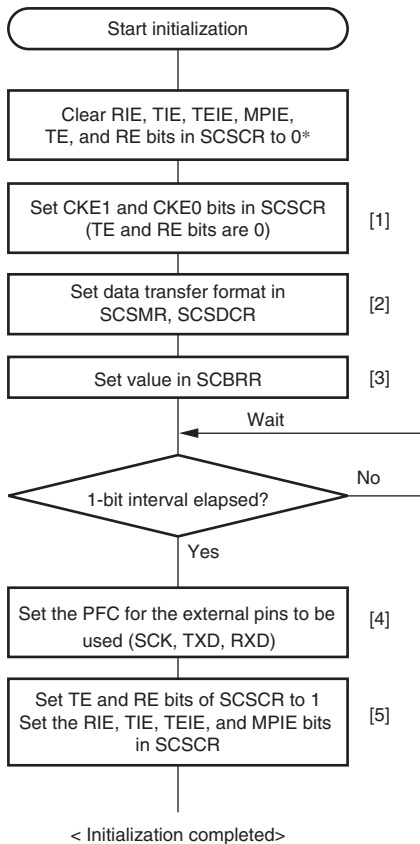 Start initialization
Clear RIE, TIE, TEIE, MPIE,
TE, and RE bits in SCSCR to 0*
Set CKE1 and CKE0 bits in SCSCR
(TE and RE bits are 0)
[1]
Set data transfer format in
SCSMR, SCSDCR
[2]
Set value in SCBRR
[3]
Wait
1-bit interval elapsed?
No
Yes
Set the PFC for the external pins to be
used (SCK, TXD, RXD)
[4]
Set TE and RE bits of SCSCR to 1
Set the RIE, TIE, TEIE, and MPIE bits
in SCSCR
[5]
< Initialization completed>